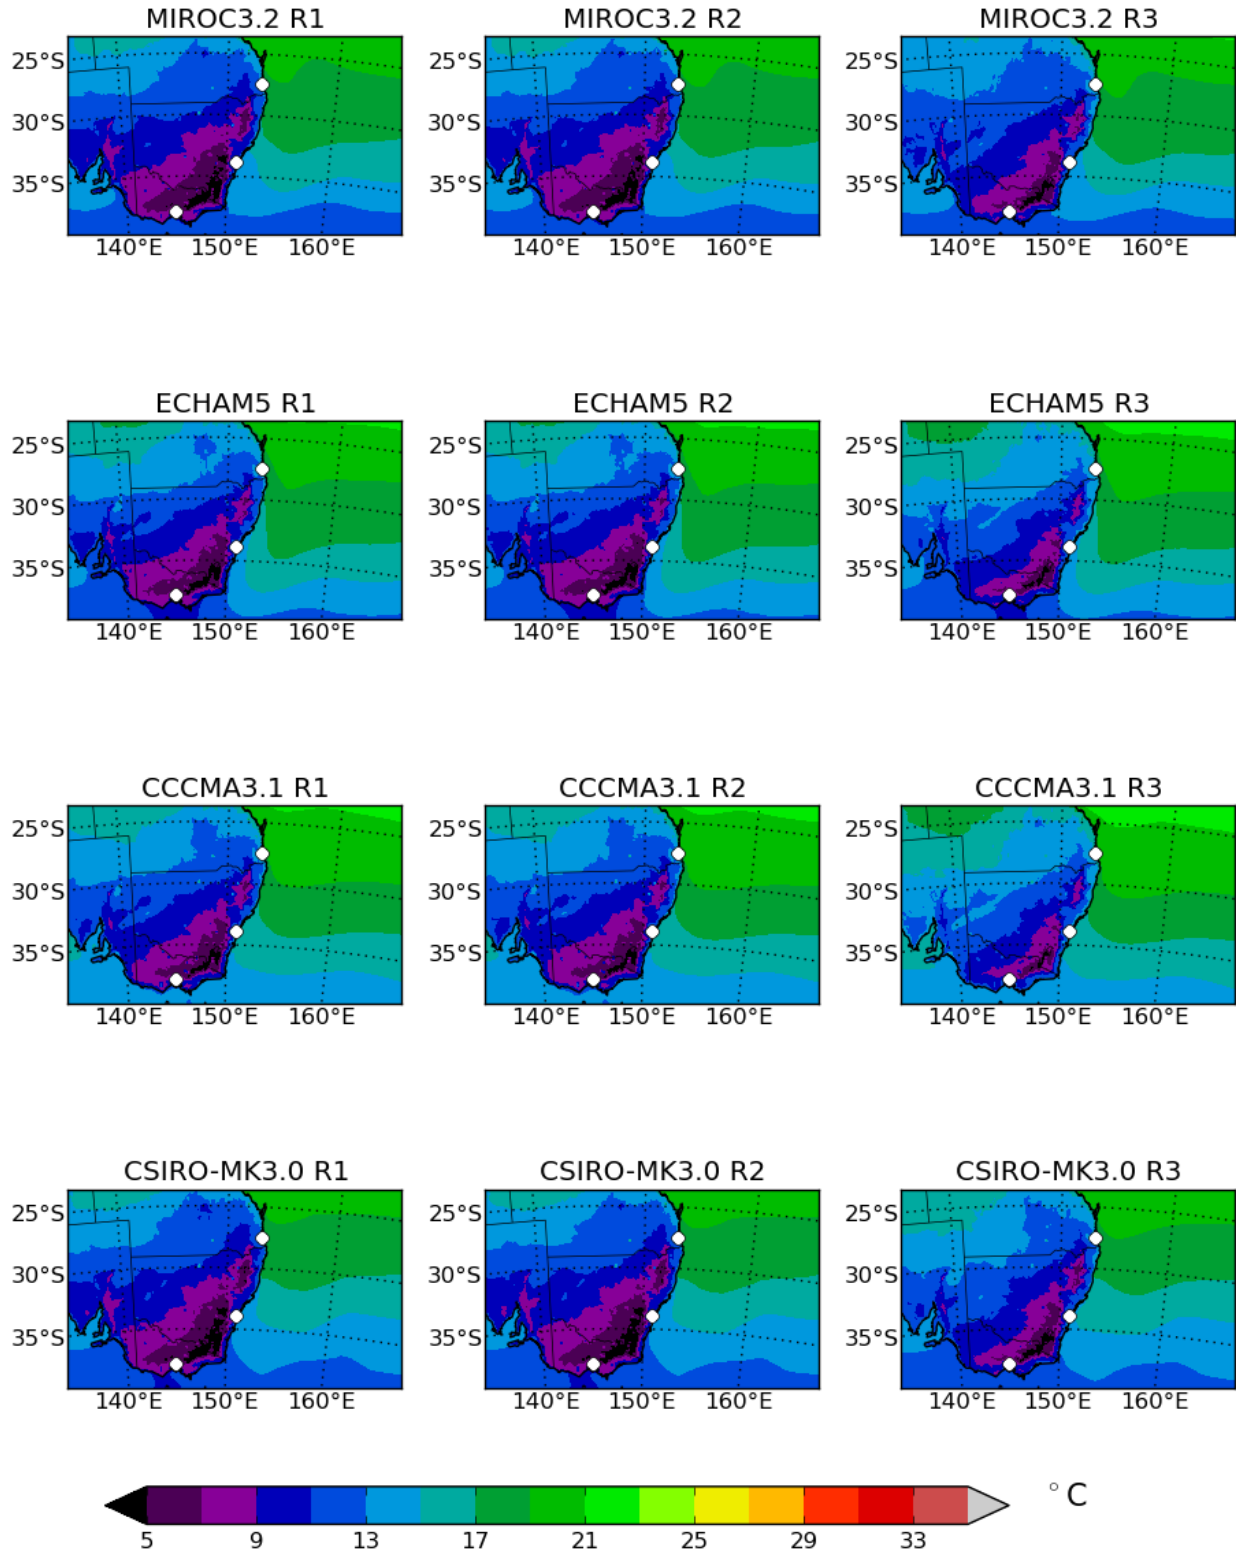 MIROC3.2 R1 MIROC3.2 R2 MIROC3.2 R3
25°S 25°S 25°S
30°S 30°S 30°S
35°S 35°S 35°S
140°E 150°E 160°E 140°E 150°E 160°E 140°E 150°E 160°E
ECHAM5 R1 ECHAM5 R2 ECHAM5 R3
25°S 25°S 25°S
30°S 30°S 30°S
35°S 35°S 35°S
140°E 150°E 160°E 140°E 150°E 160°E 140°E 150°E 160°E
CCCMA3.1 R1 CCCMA3.1 R2 CCCMA3.1 R3
25°S 25°S 25°S
30°S 30°S 30°S
35°S 35°S 35°S
140°E 150°E 160°E 140°E 150°E 160°E 140°E 150°E 160°E
CSIRO-MK3.0 R1 CSIRO-MK3.0 R2 CSIRO-MK3.0 R3
25°S 25°S 25°S
30°S 30°S 30°S
35°S 35°S 35°S
140°E 150°E 160°E 140°E 150°E 160°E 140°E 150°E 160°E
°C
5 9 13 17 21 25 29 33